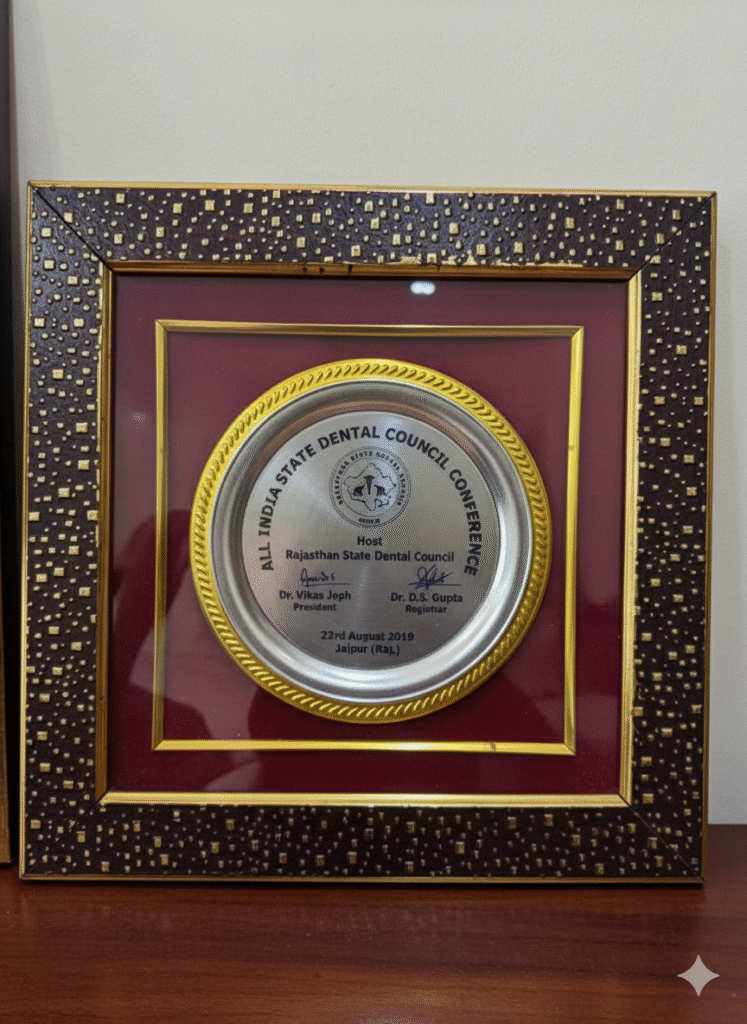 ALL INDIA STATE DENTAL COUNCIL CONFERENCE
Host
Rajasthan State Dental Council
Dr. Vikas Jeph
President
Dr. D.S. Gupta
Registrar
22rd August 2019
Jaipur (Raj.)